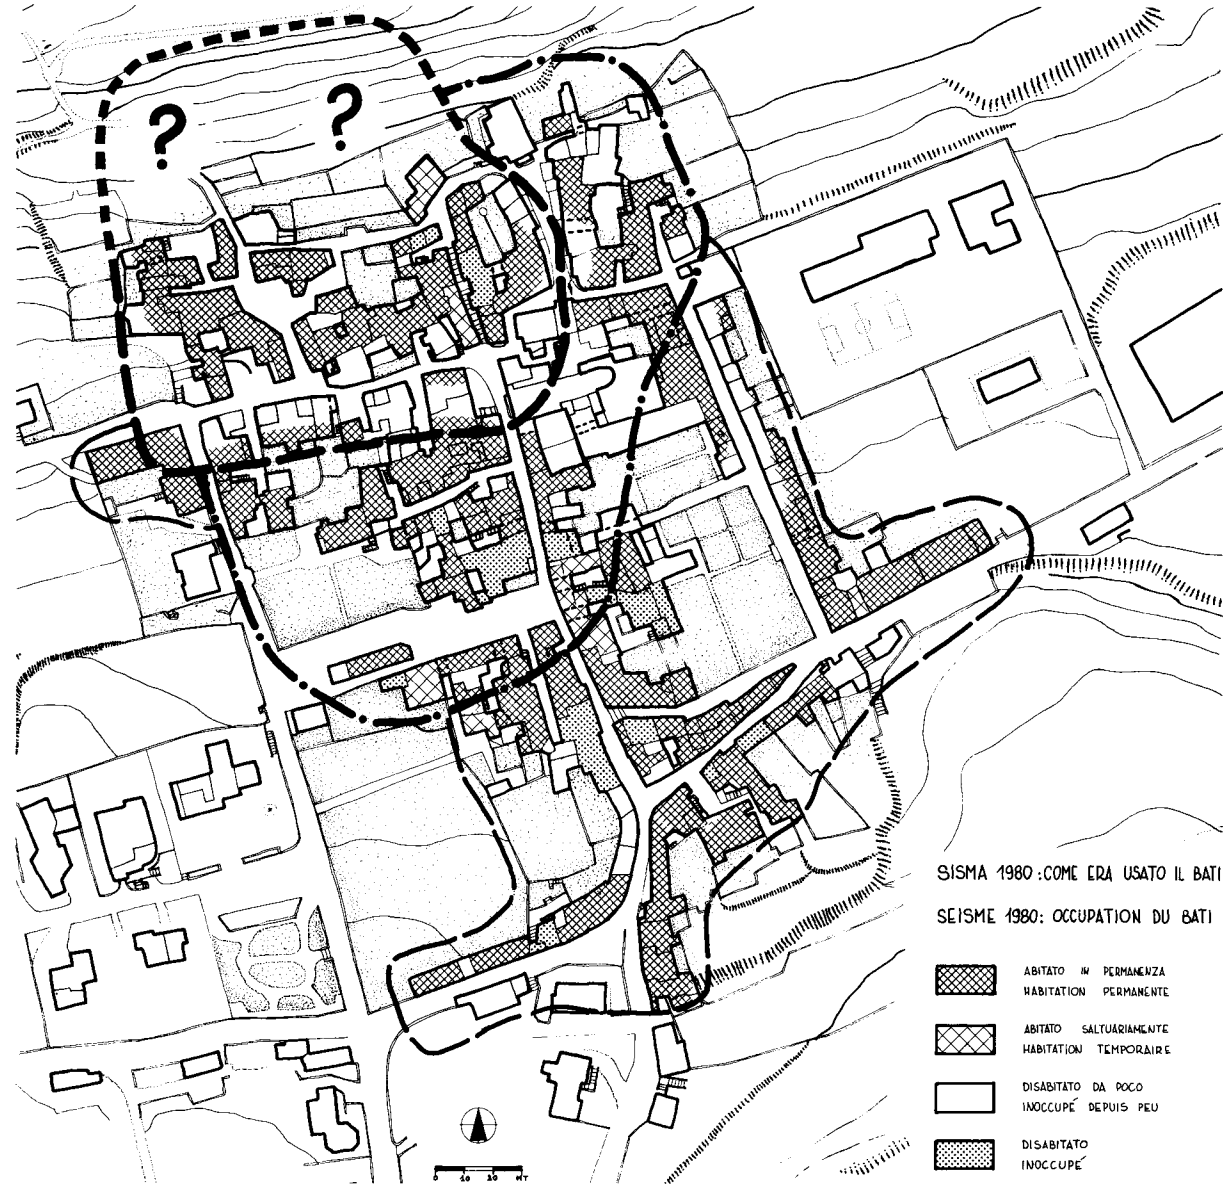 ? ?
SISMA 1980 : COME ERA USATO IL BATI
SEISME 1980: OCCUPATION DU BATI
ABITATO IN PERMANENZA
HABITATION PERMANENTE
ABITATO SALTUARIAMENTE
HABITATION TEMPORAIRE
DISABITATO DA POCO
INOCCUPÉ DEPUIS PEU
DISABITATO
INOCCUPÉ
0 10 20 MT